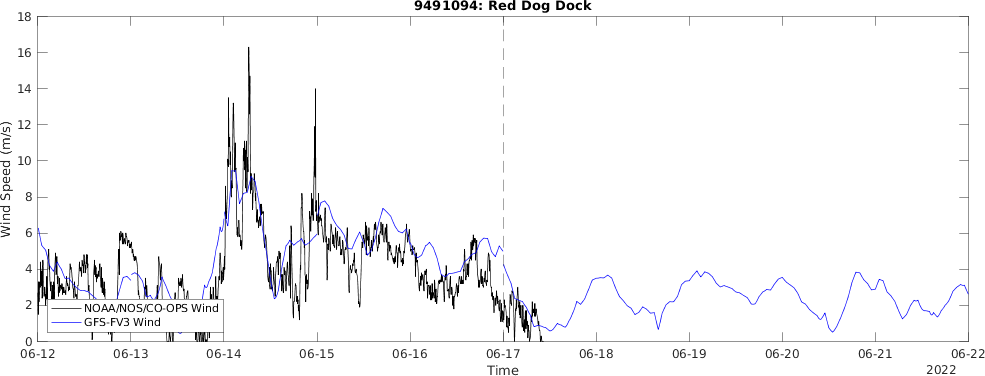 9491094: Red Dog Dock
18
16
14
12
10
8
6
4
2
0
Wind Speed (m/s)
NOAA/NOS/CO-OPS Wind
GFS-FV3 Wind
06-12 06-13 06-14 06-15 06-16 06-17 06-18 06-19 06-20 06-21 06-22
Time
2022